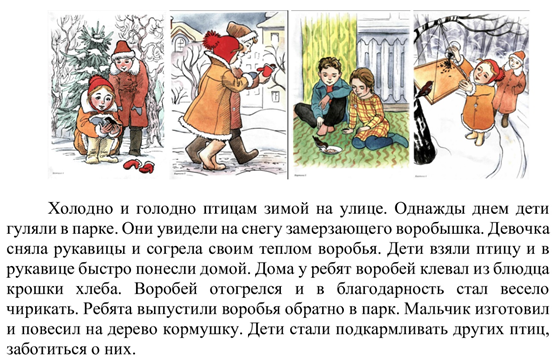 Холодно и голодно птицам зимой на улице. Однажды днем дети
гуляли в парке. Они увидели на снегу замерзающего воробышка. Девочка
сняла рукавицы и согрела своим теплом воробья. Дети взяли птицу и в
рукавице быстро понесли домой. Дома у ребят воробей клевал из блюдца
крошки хлеба. Воробей отогрелся и в благодарность стал весело
чирикать. Ребята выпустили воробья обратно в парк. Мальчик изготовил
и повесил на дерево кормушку. Дети стали подкармливать других птиц,
заботиться о них.